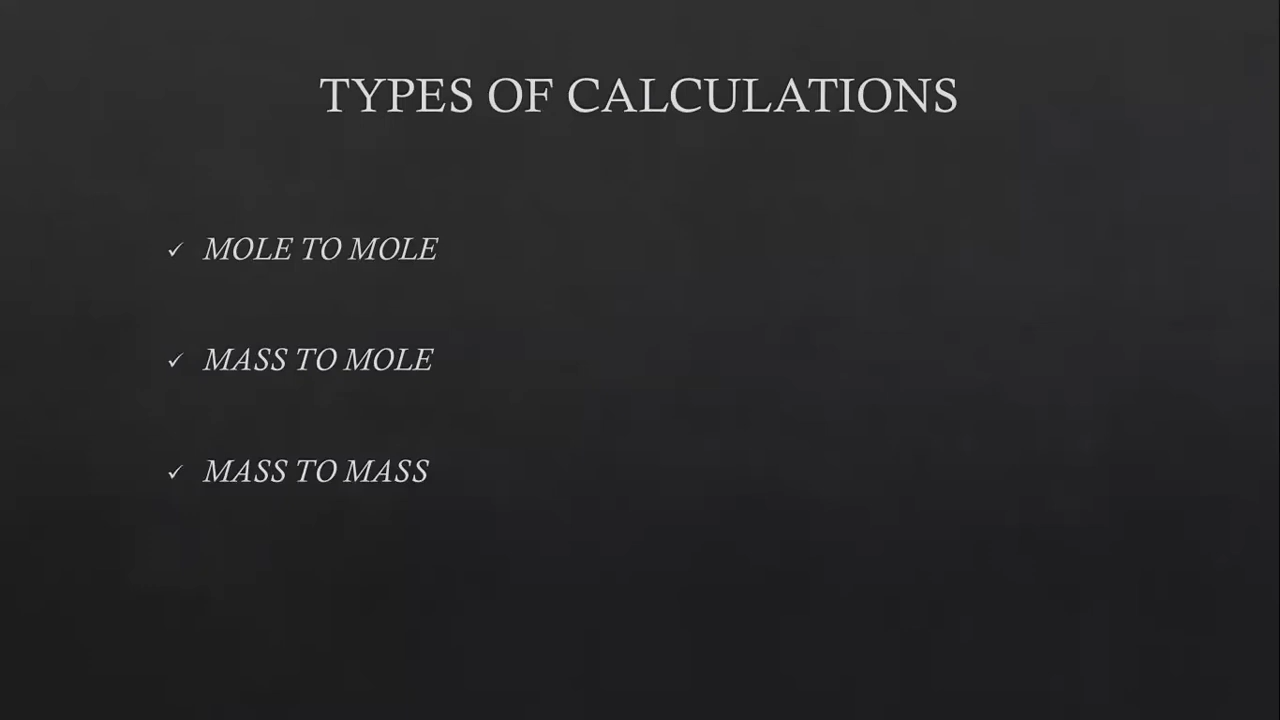 TYPES OF CALCULATIONS
✓ MOLE TO MOLE
✓ MASS TO MOLE
✓ MASS TO MASS